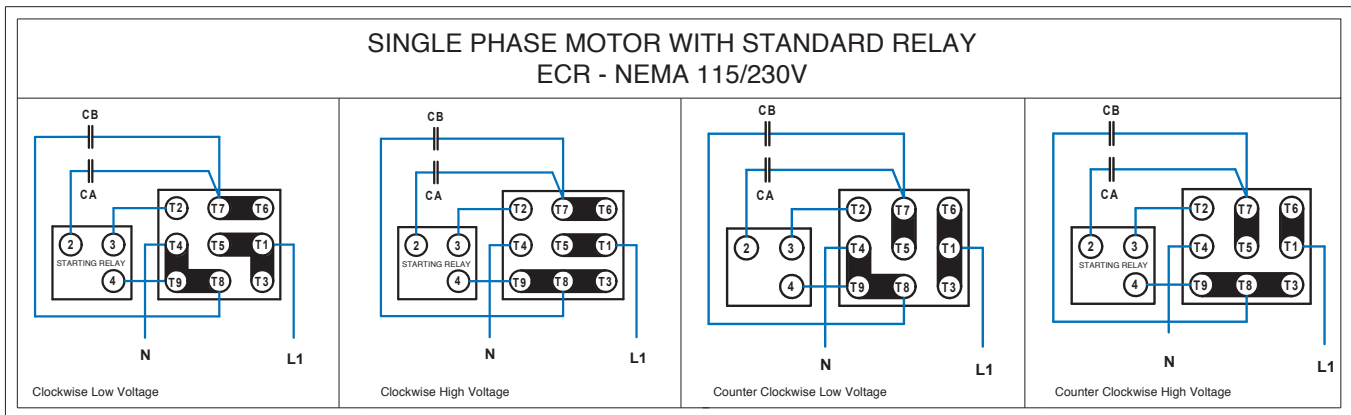 SINGLE PHASE MOTOR WITH STANDARD RELAY
ECR - NEMA 115/230V
CB
CA
T2 T7 T6
2 3 T4 T5 T1
STARTING RELAY
4 T9 T8 T3
N L1
Clockwise Low Voltage
CB
CA
T2 T7 T6
2 3 T4 T5 T1
STARTING RELAY
4 T9 T8 T3
N L1
Clockwise High Voltage
CB
CA
T2 T7 T6
2 3 T4 T5 T1
4 T9 T8 T3
N L1
Counter Clockwise Low Voltage
CB
CA
T2 T7 T6
2 3 T4 T5 T1
STARTING RELAY
4 T9 T8 T3
N L1
Counter Clockwise High Voltage